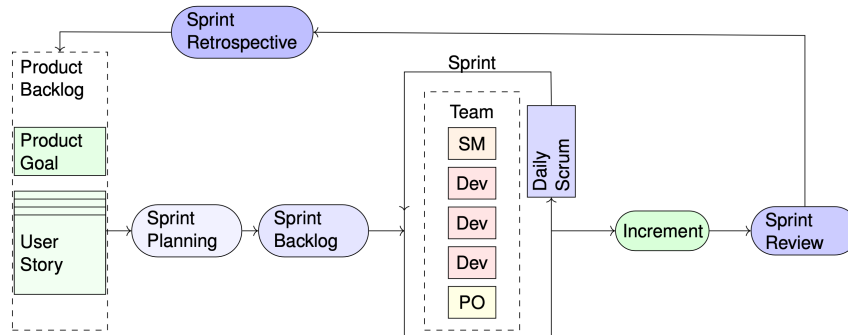 Sprint
Retrospective
Product
Backlog
Sprint
Team
SM
Dev
Dev
Dev
PO
Daily
Scrum
Product
Goal
User
Story
Sprint
Planning
Sprint
Backlog
Increment
Sprint
Review